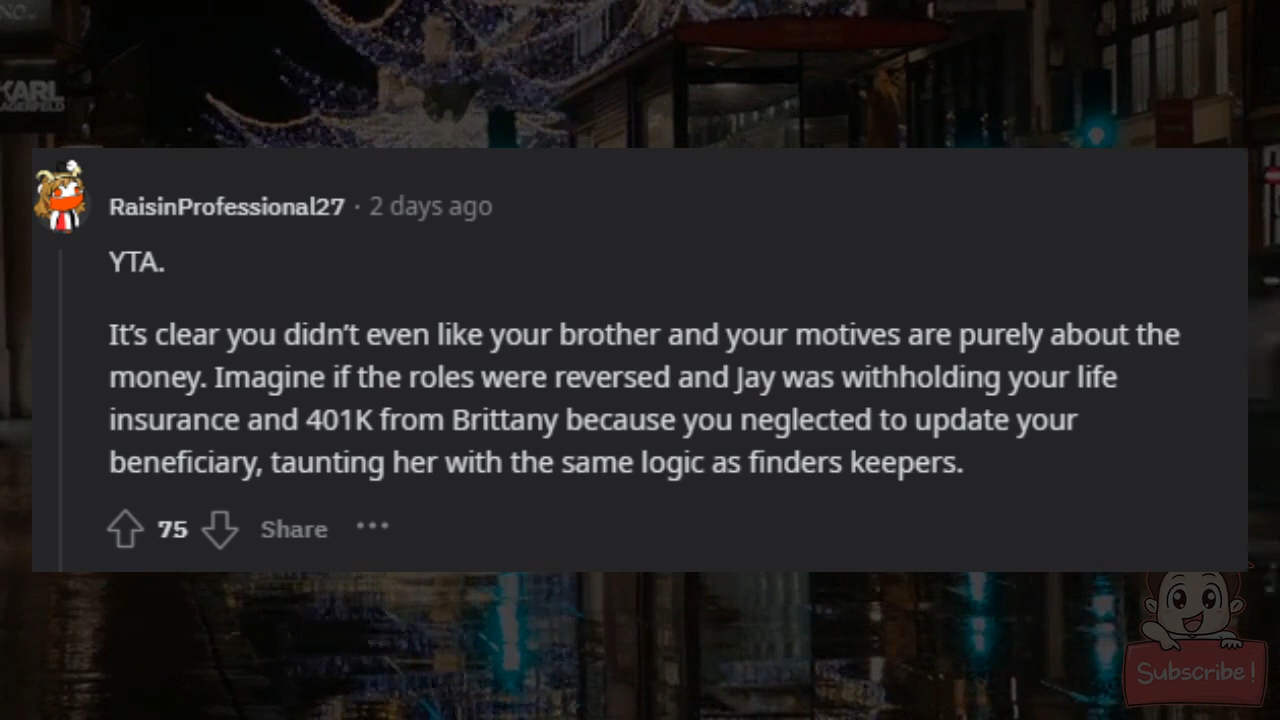 NC..
KARL
LAGERFELD
RaisinProfessional27 · 2 days ago
YTA.
It’s clear you didn’t even like your brother and your motives are purely about the
money. Imagine if the roles were reversed and Jay was withholding your life
insurance and 401K from Brittany because you neglected to update your
beneficiary, taunting her with the same logic as finders keepers.
75 Share •••
Subscribe !